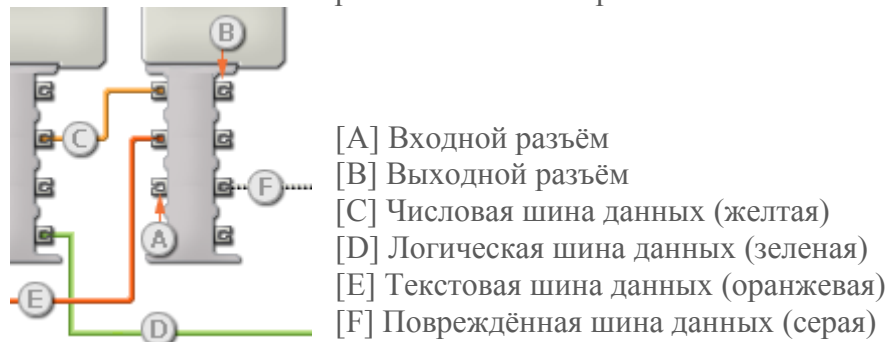 B
C
F
A
E
D
[A] Входной разъём
[B] Выходной разъём
[C] Числовая шина данных (желтая)
[D] Логическая шина данных (зеленая)
[E] Текстовая шина данных (оранжевая)
[F] Повреждённая шина данных (серая)